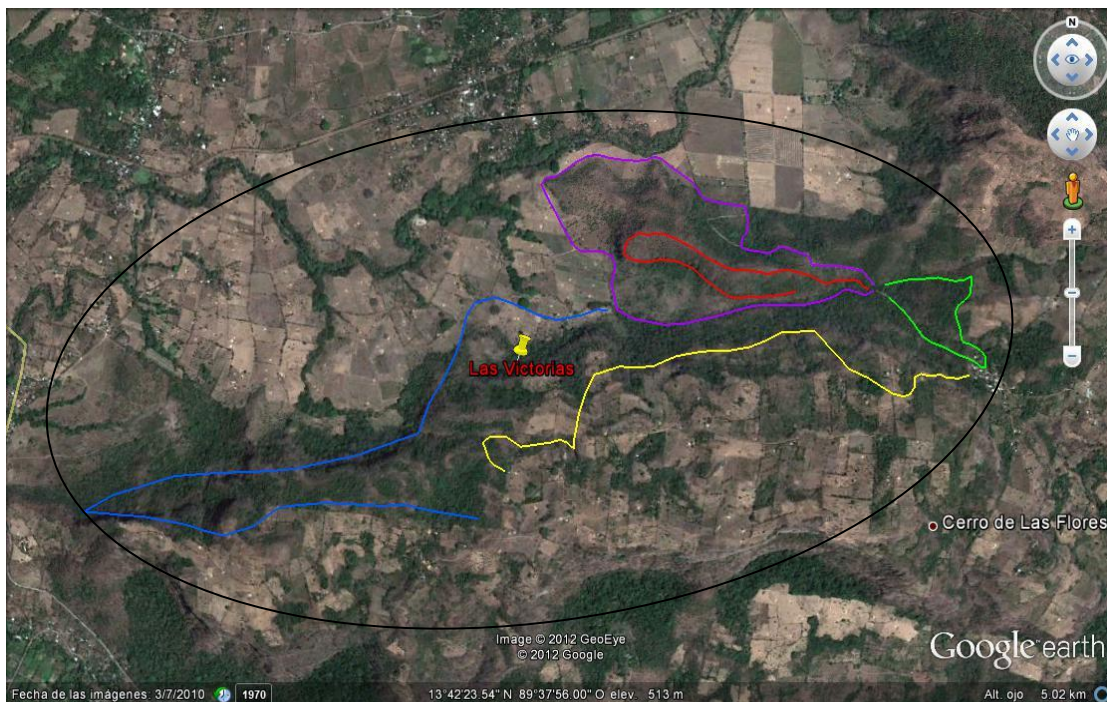 N
Las Victorias
Cerro de Las Flores
Image © 2012 GeoEye
© 2012 Google
Google earth
Fecha de las imágenes: 3/7/2010 1970 13°42'23.54" N 89°37'56.00" O elev. 513 m Alt. ojo 5.02 km